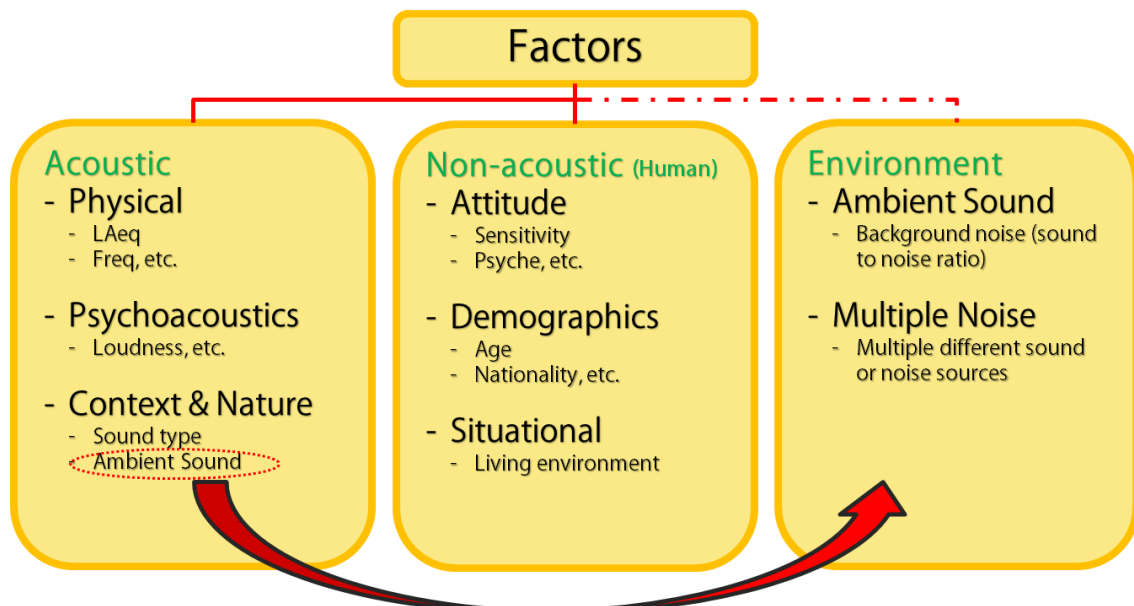 Factors
Acoustic
- Physical
- LAeq
- Freq, etc.
- Psychoacoustics
- Loudness, etc.
- Context & Nature
- Sound type
- Ambient Sound
Non-acoustic (Human)
- Attitude
- Sensitivity
- Psyche, etc.
- Demographics
- Age
- Nationality, etc.
- Situational
- Living environment
Environment
- Ambient Sound
- Background noise (sound
to noise ratio)
- Multiple Noise
- Multiple different sound
or noise sources